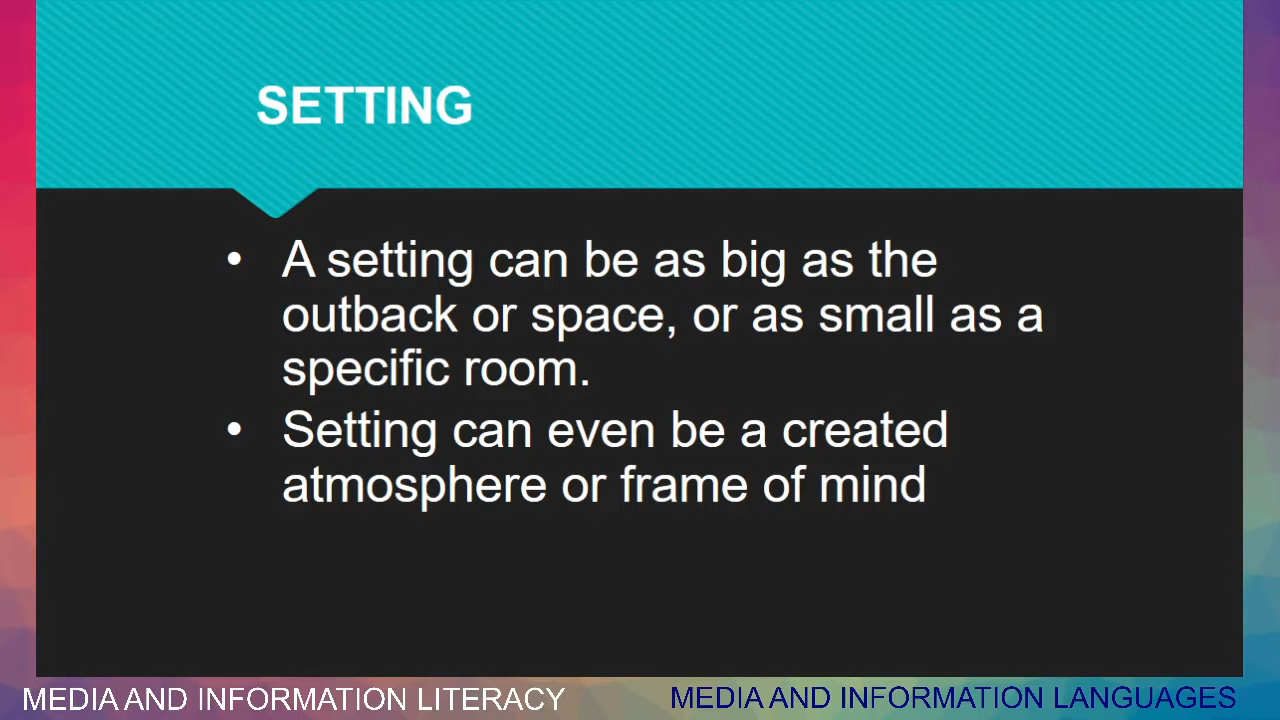 SETTING
• A setting can be as big as the
outback or space, or as small as a
specific room.
• Setting can even be a created
atmosphere or frame of mind
MEDIA AND INFORMATION LITERACY
MEDIA AND INFORMATION LANGUAGES